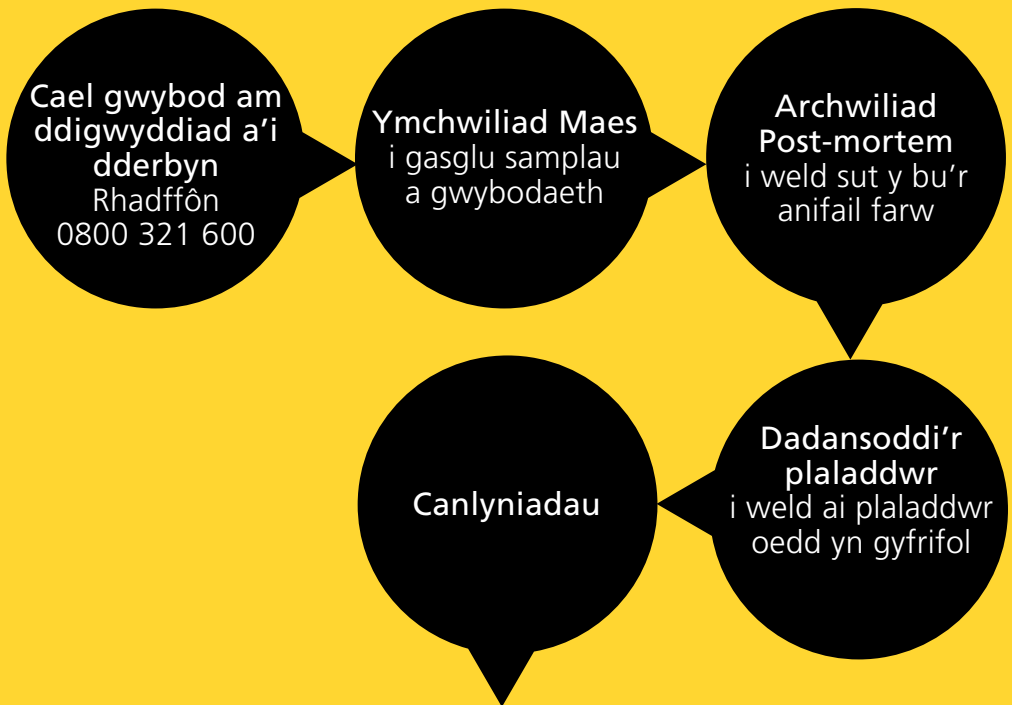 Cael gwybod am
ddigwyddiad a’i
dderbyn
Rhadffôn
0800 321 600
Ymchwiliad Maes
i gasglu samplau
a gwybodaeth
Archwiliad
Post-mortem
i weld sut y bu’r
anifail farw
Dadansoddi’r
plaladdwr
i weld ai plaladdwr
oedd yn gyfrifol
Canlyniadau